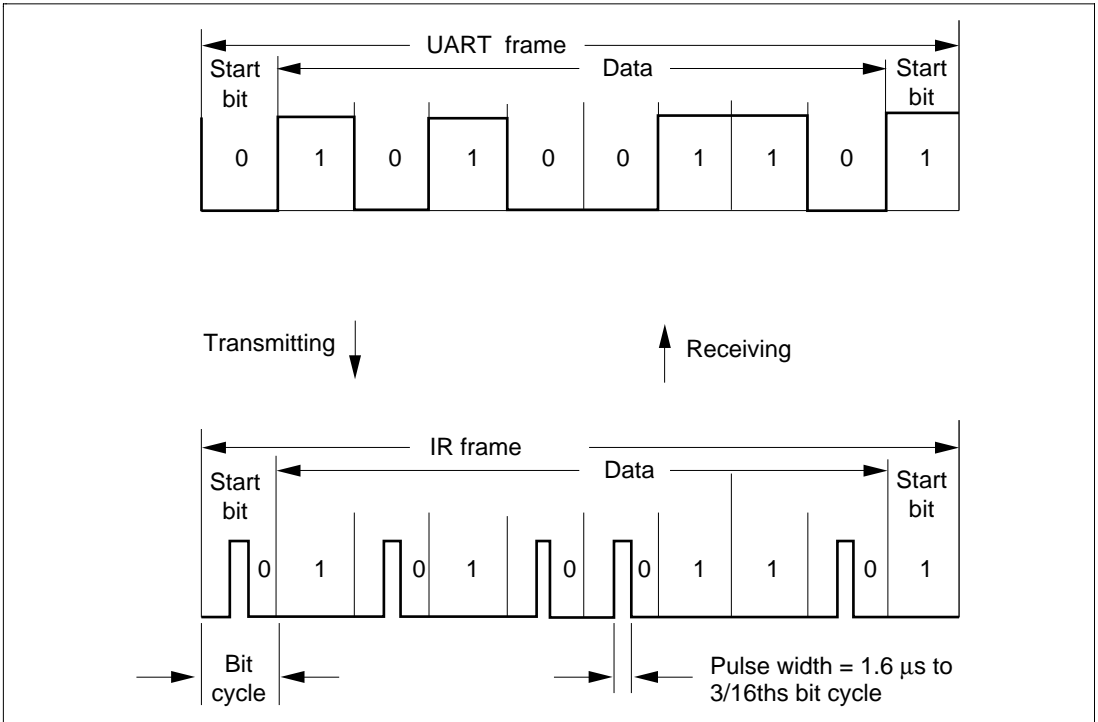 UART frame
Start bit
Data
Start bit
0 1 0 1 0 0 1 1 0 1
Transmitting
Receiving
IR frame
Start bit
Data
Start bit
0 1 0 1 0 0 1 1 0 1
Bit cycle
Pulse width = 1.6 μs to
3/16ths bit cycle